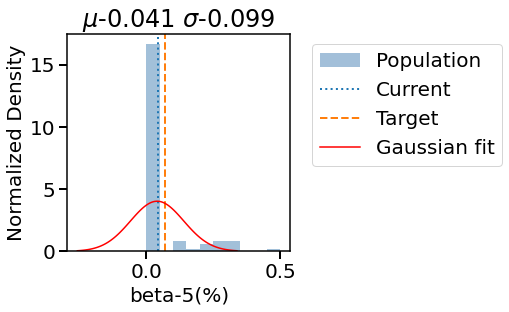 μ-0.041 σ-0.099
Normalized Density
15
10
5
0
0.0
0.5
beta-5(%)
Population
Current
Target
Gaussian fit